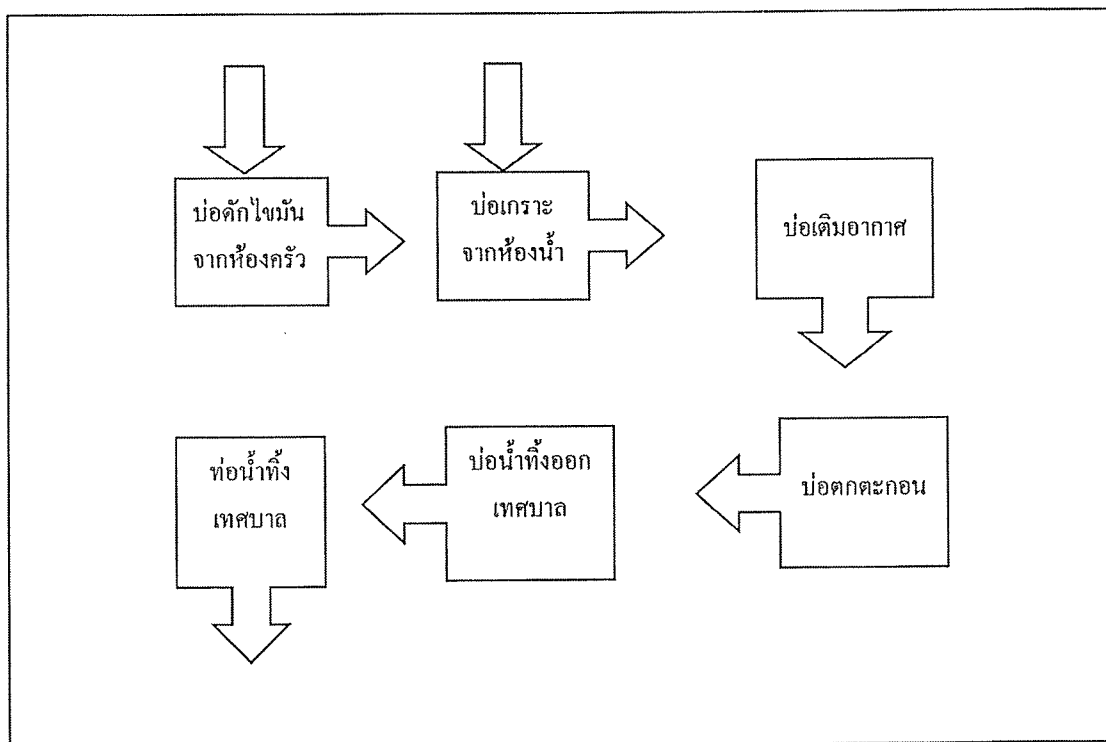 บ่อดักไขมัน
จากห้องครัว
บ่อเกราะ
จากห้องน้ำ
บ่อเติมอากาศ
บ่อตกตะกอน
บ่อน้ำทิ้งออก
เทศบาล
ท่อน้ำทิ้ง
เทศบาล